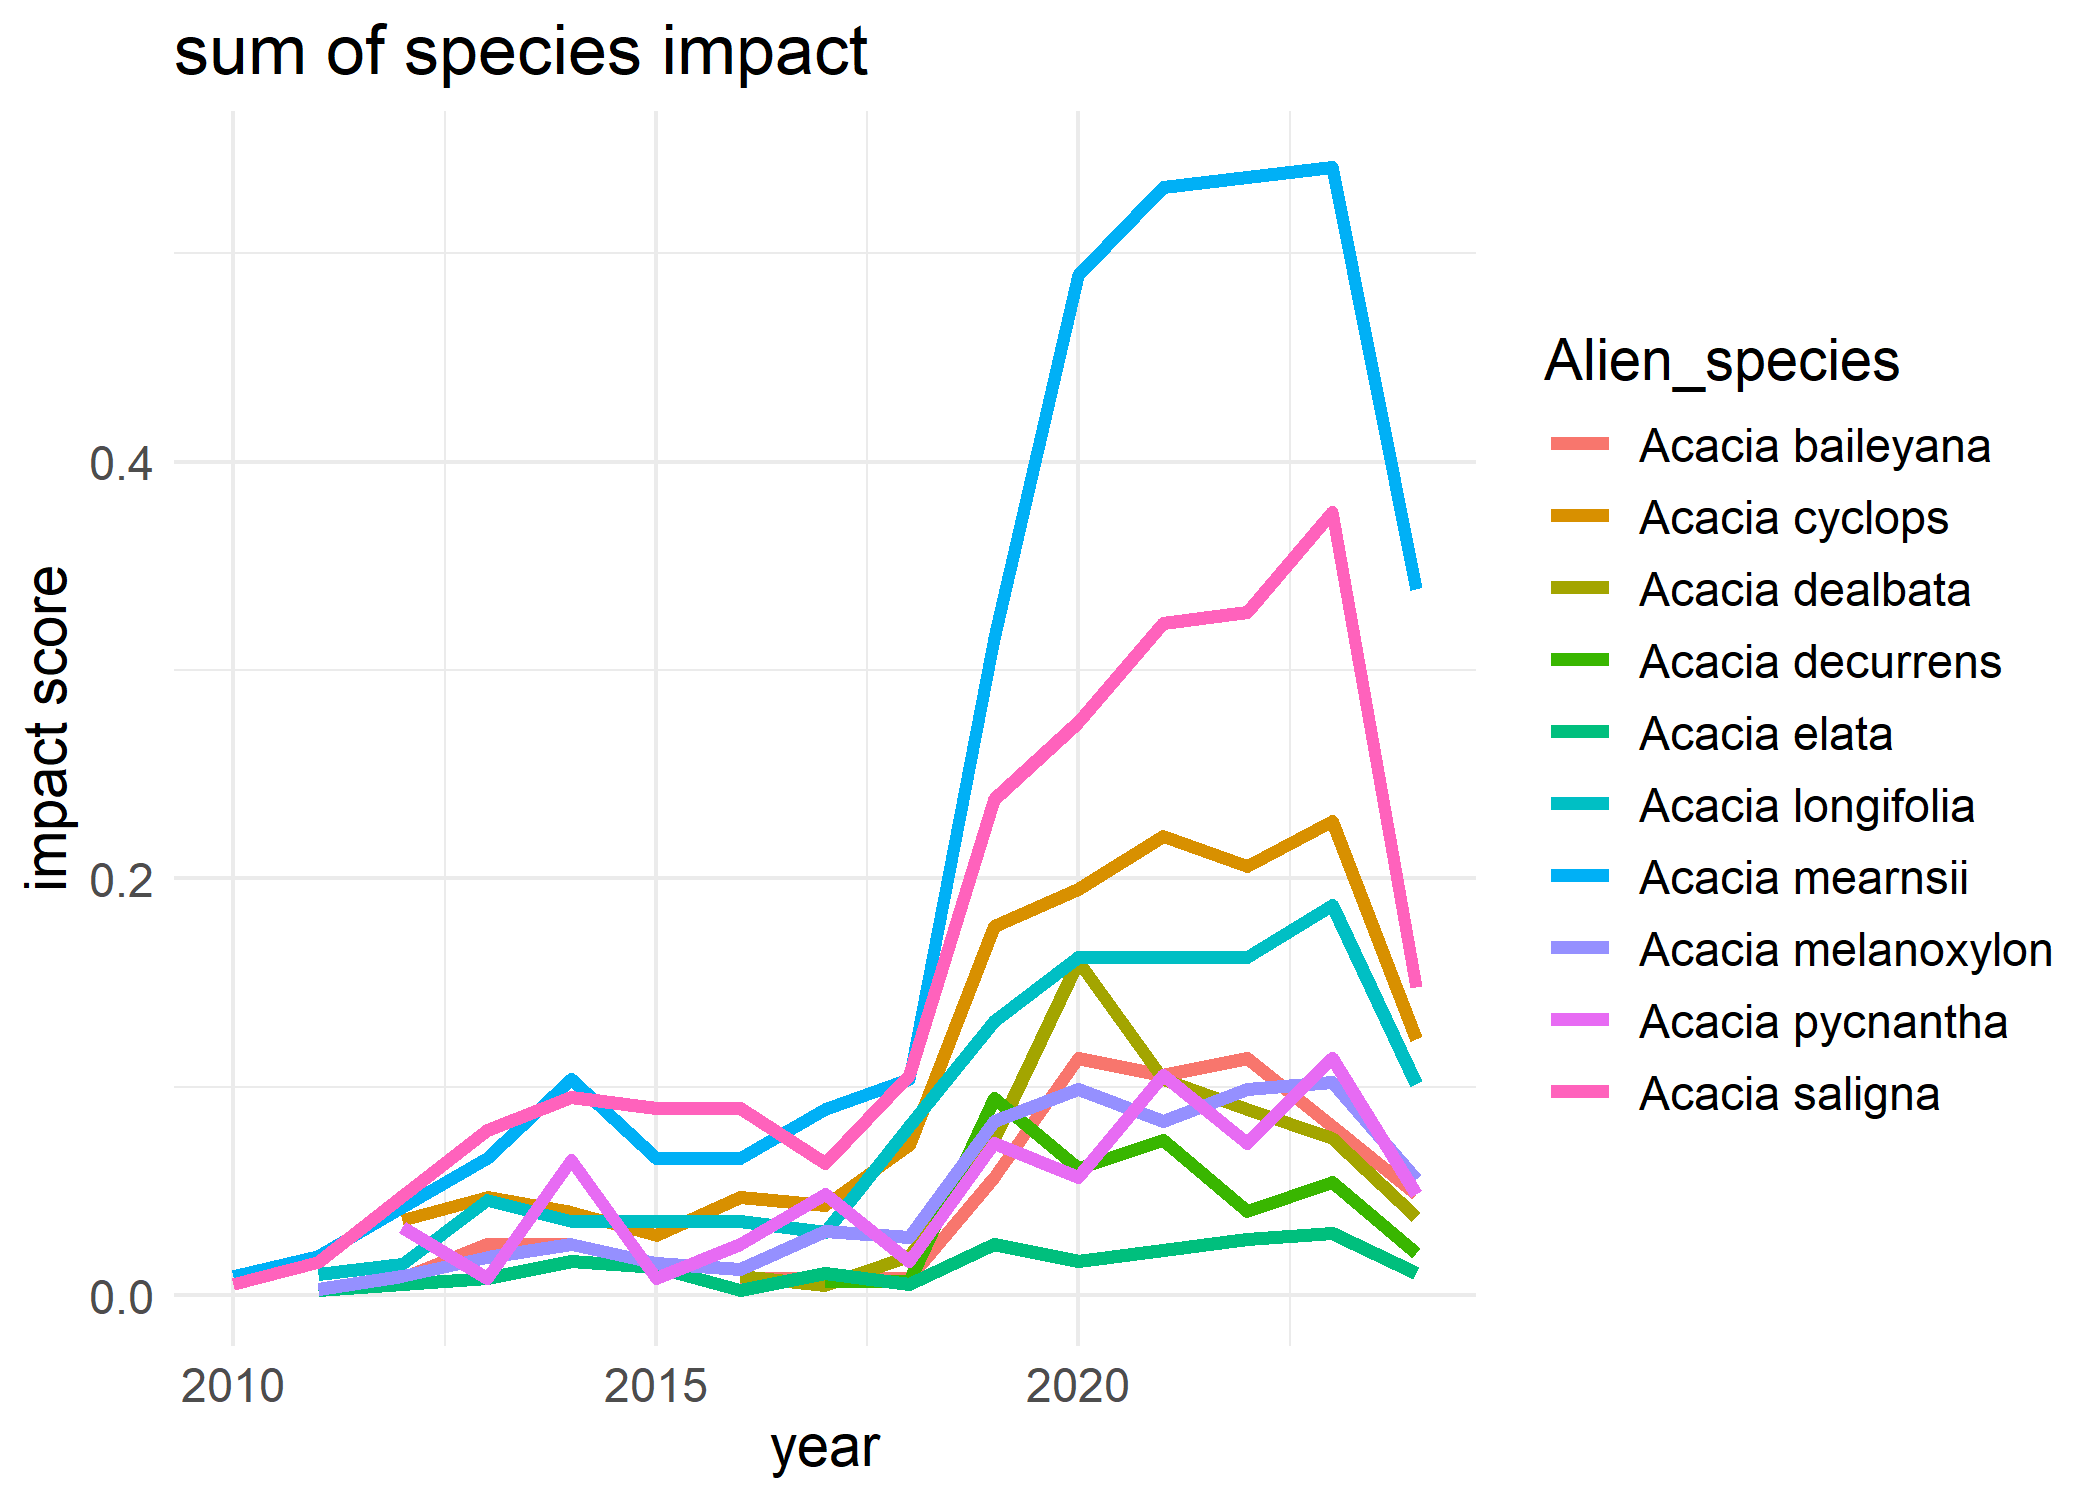 sum of species impact
impact score
0.4
0.2
0.0
2010 2015 2020
year
Alien_species
Acacia baileyana
Acacia cyclops
Acacia dealbata
Acacia decurrens
Acacia elata
Acacia longifolia
Acacia mearnsii
Acacia melanoxylon
Acacia pycnantha
Acacia saligna